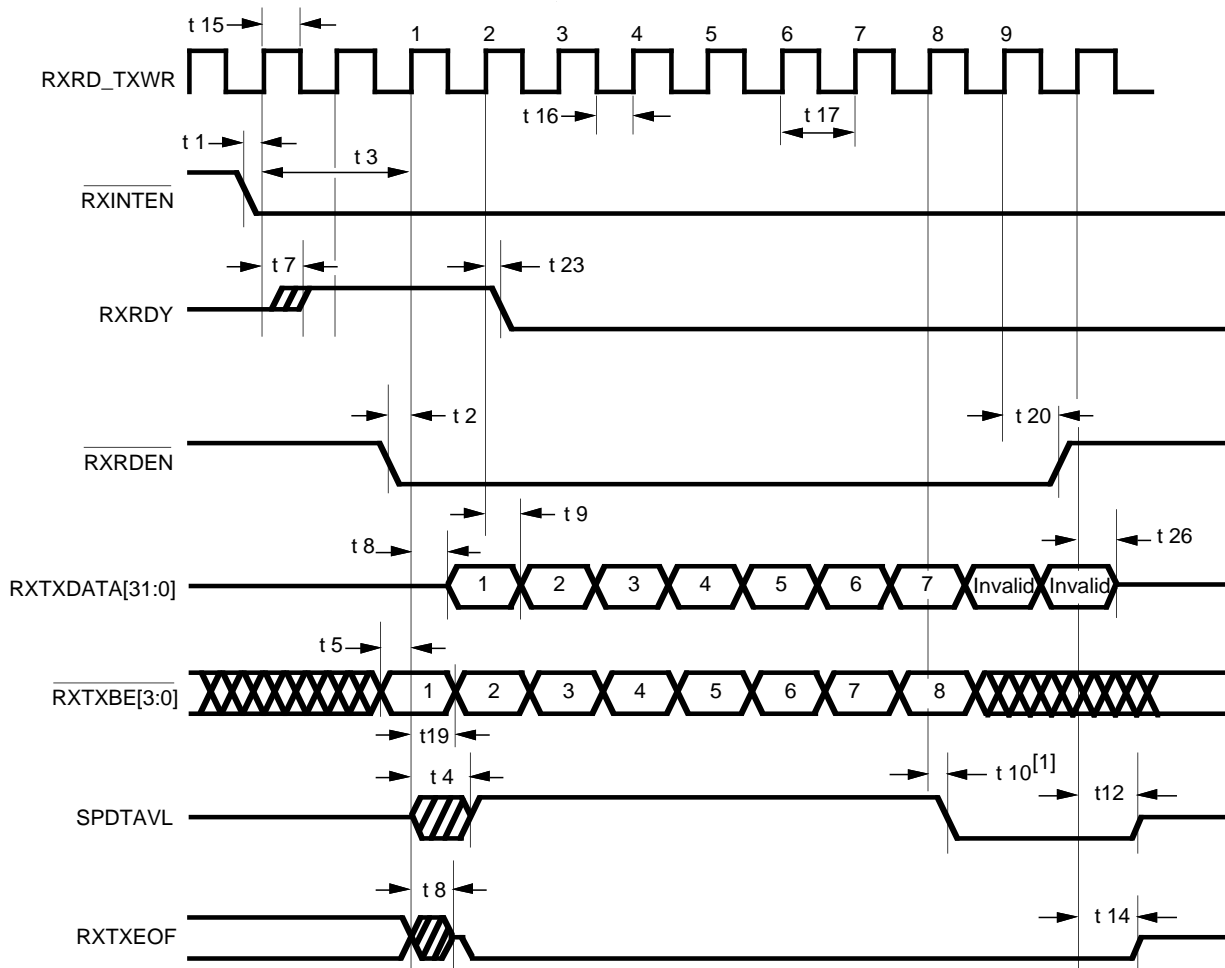 t 15
1 2 3 4 5 6 7 8 9
RXRD_TXWR
t 16 t 17
t 1 t 3
RXINTEN
t 7 t 23
RXRDY
t 2 t 20
RXRDEN
t 9
t 8 t 26
RXTXDATA[31:0] 1 2 3 4 5 6 7 Invalid Invalid
t 5
RXTXBE[3:0] 1 2 3 4 5 6 7 8
t19
t 4 t 10[1] t12
SPDTAVL
t 8 t 14
RXTXEOF